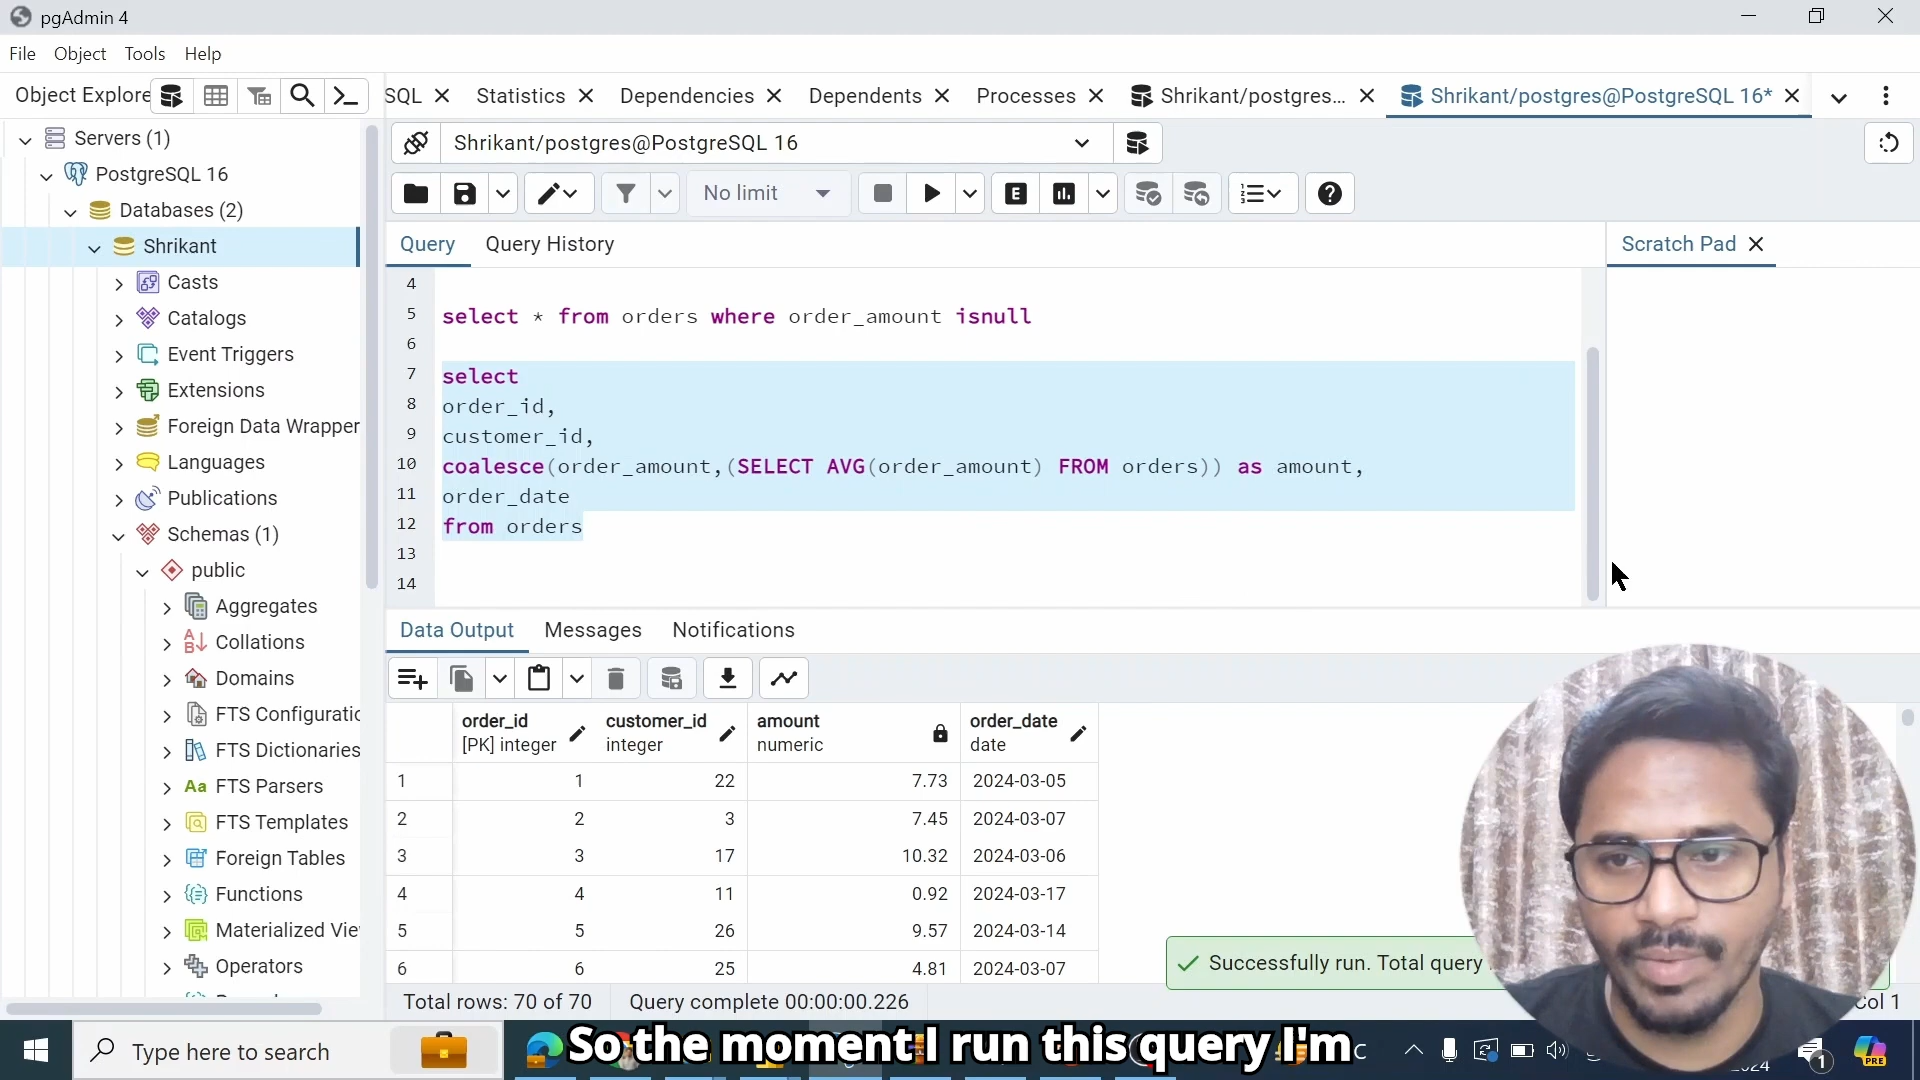 pgAdmin 4
File Object Tools Help
Object Explore
SQL Statistics Dependencies Dependents Processes Shrikant/postgres... Shrikant/postgres@PostgreSQL 16*
Servers (1)
PostgreSQL 16
Databases (2)
Shrikant
Casts
Catalogs
Event Triggers
Extensions
Foreign Data Wrapper
Languages
Publications
Schemas (1)
public
Aggregates
Collations
Domains
FTS Configuratic
FTS Dictionaries
FTS Parsers
FTS Templates
Foreign Tables
Functions
Materialized Vie
Operators
Shrikant/postgres@PostgreSQL 16
No limit
Query Query History
Scratch Pad
4
5 select * from orders where order_amount isnull
6
7 select
8 order_id,
9 customer_id,
10 coalesce(order_amount,(SELECT AVG(order_amount) FROM orders)) as amount,
11 order_date
12 from orders
13
14
Data Output Messages Notifications
order_id customer_id amount order_date
[PK] integer integer numeric date
1 1 22 7.73 2024-03-05
2 2 3 7.45 2024-03-07
3 3 17 10.32 2024-03-06
4 4 11 0.92 2024-03-17
5 5 26 9.57 2024-03-14
6 6 25 4.81 2024-03-07
Successfully run. Total query
Total rows: 70 of 70 Query complete 00:00:00.226
Col 1
Type here to search
So the moment I run this query I'm